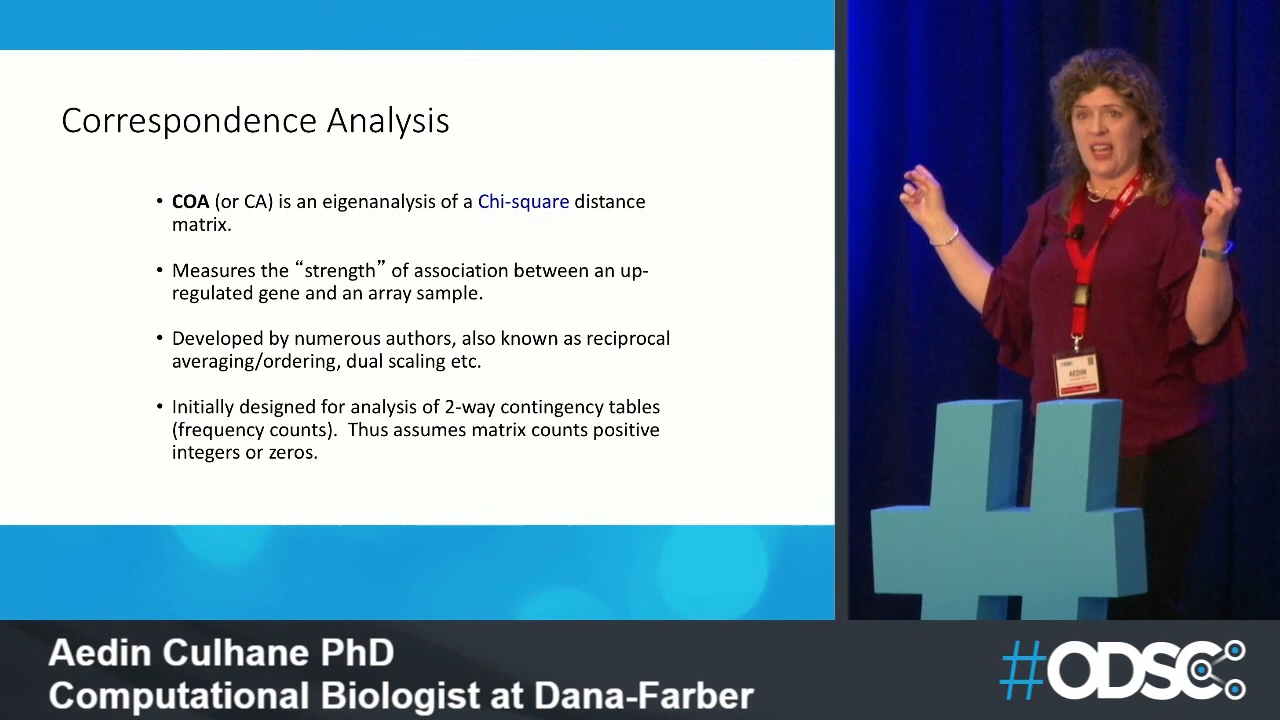 Correspondence Analysis
• COA (or CA) is an eigenanalysis of a Chi-square distance
matrix.
• Measures the “strength” of association between an up-
regulated gene and an array sample.
• Developed by numerous authors, also known as reciprocal
averaging/ordering, dual scaling etc.
• Initially designed for analysis of 2-way contingency tables
(frequency counts).  Thus assumes matrix counts positive
integers or zeros.
AEDIN
#
Aedin Culhane PhD
Computational Biologist at Dana-Farber
#ODSC